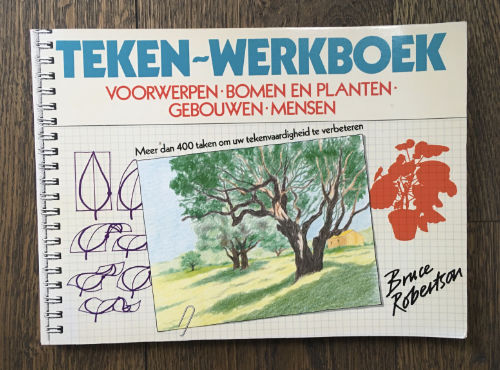 TEKEN~WERKBOEK
VOORWERPEN · BOMEN EN PLANTEN ·
GEBOUWEN · MENSEN
Meer dan 400 taken om uw tekenvaardigheid te verbeteren
Bruce
Robertson